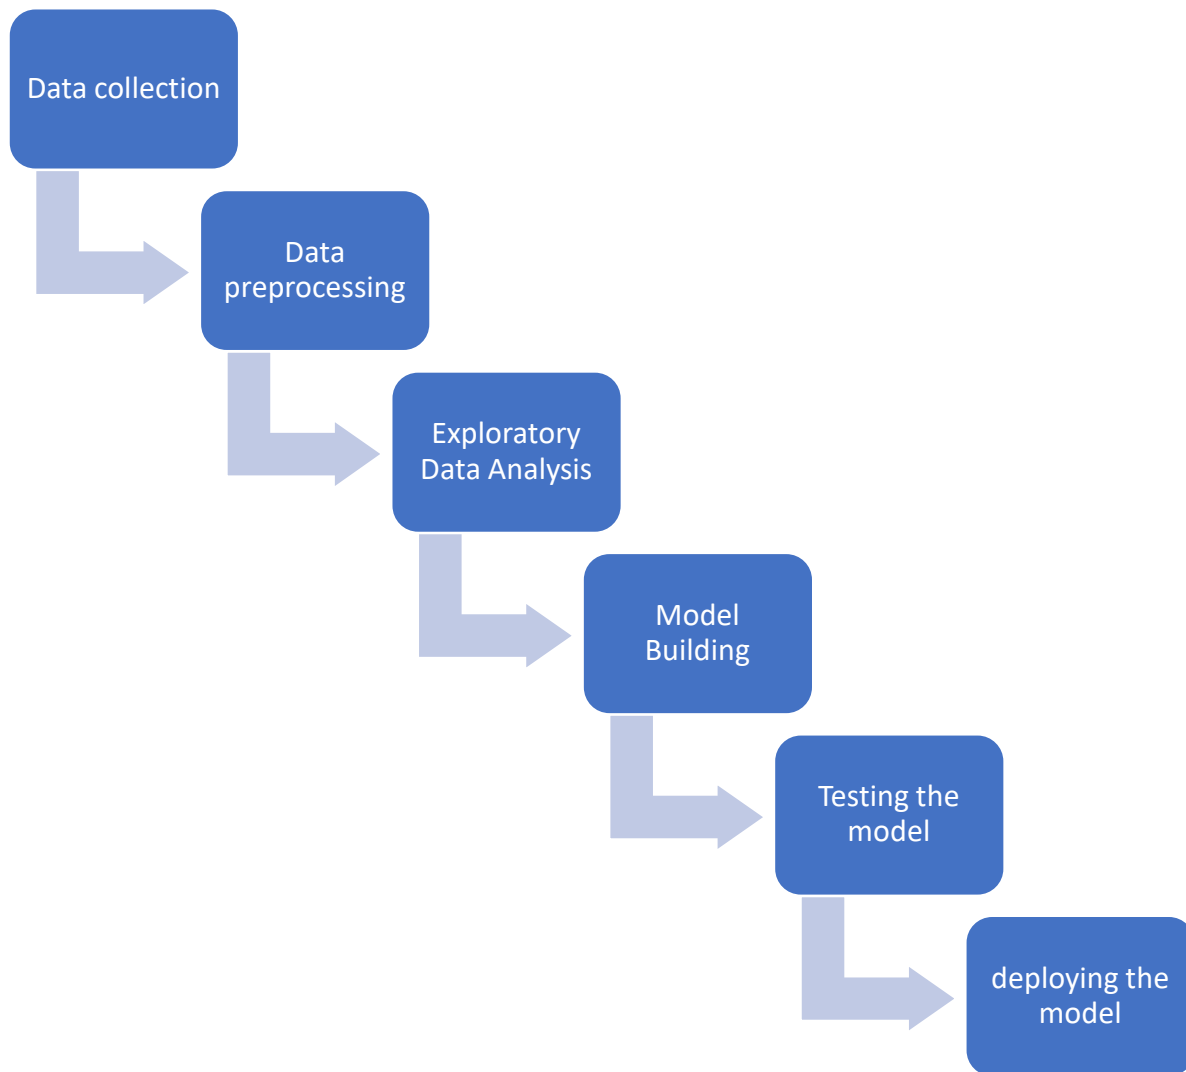 Data collection
Data
preprocessing
Exploratory
Data Analysis
Model
Building
Testing the
model
deploying the
model